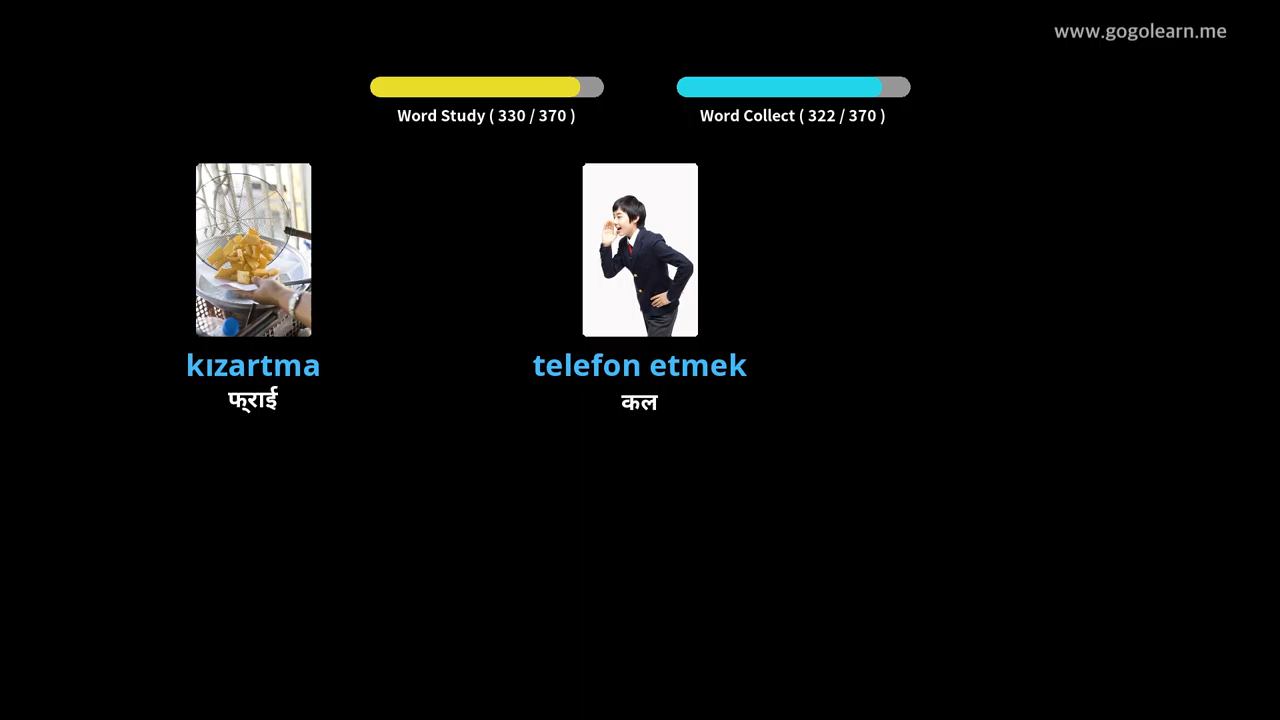 www.gogolearn.me
Word Study ( 330 / 370 )
Word Collect ( 322 / 370 )
kızartma
फ्राई
telefon etmek
कल